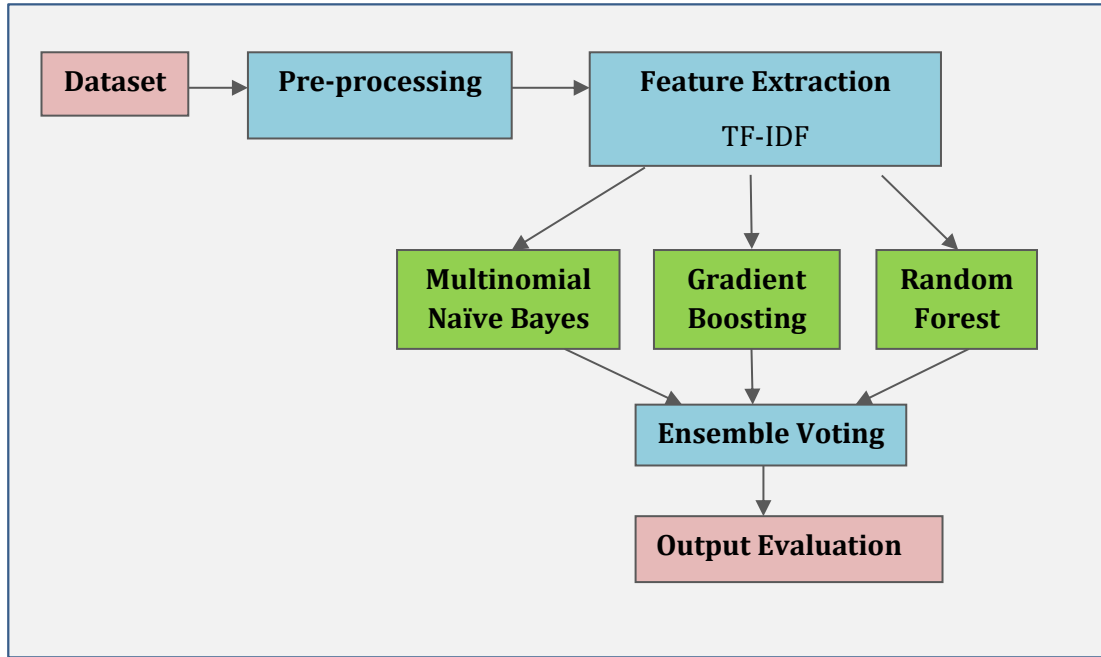 Dataset
Pre-processing
Feature Extraction
TF-IDF
Multinomial
Naïve Bayes
Gradient
Boosting
Random
Forest
Ensemble Voting
Output Evaluation